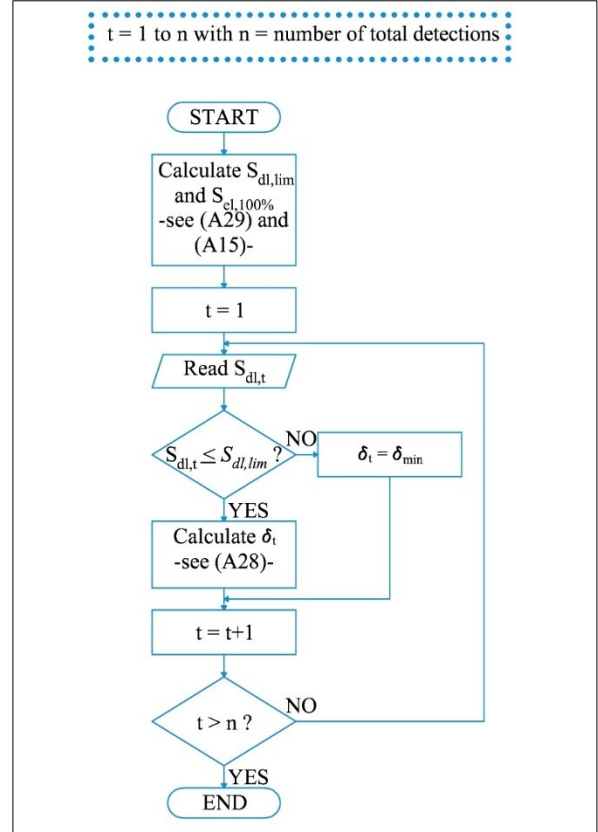 t = 1 to n with n = number of total detections
START
Calculate S_dl,lim
and S_el,100%
-see (A29) and
(A15)-
t = 1
Read S_dl,t
S_dl,t ≤ S_dl,lim ?
NO
δ_t = δ_min
YES
Calculate δ_t
-see (A28)-
t = t+1
t > n ?
NO
YES
END